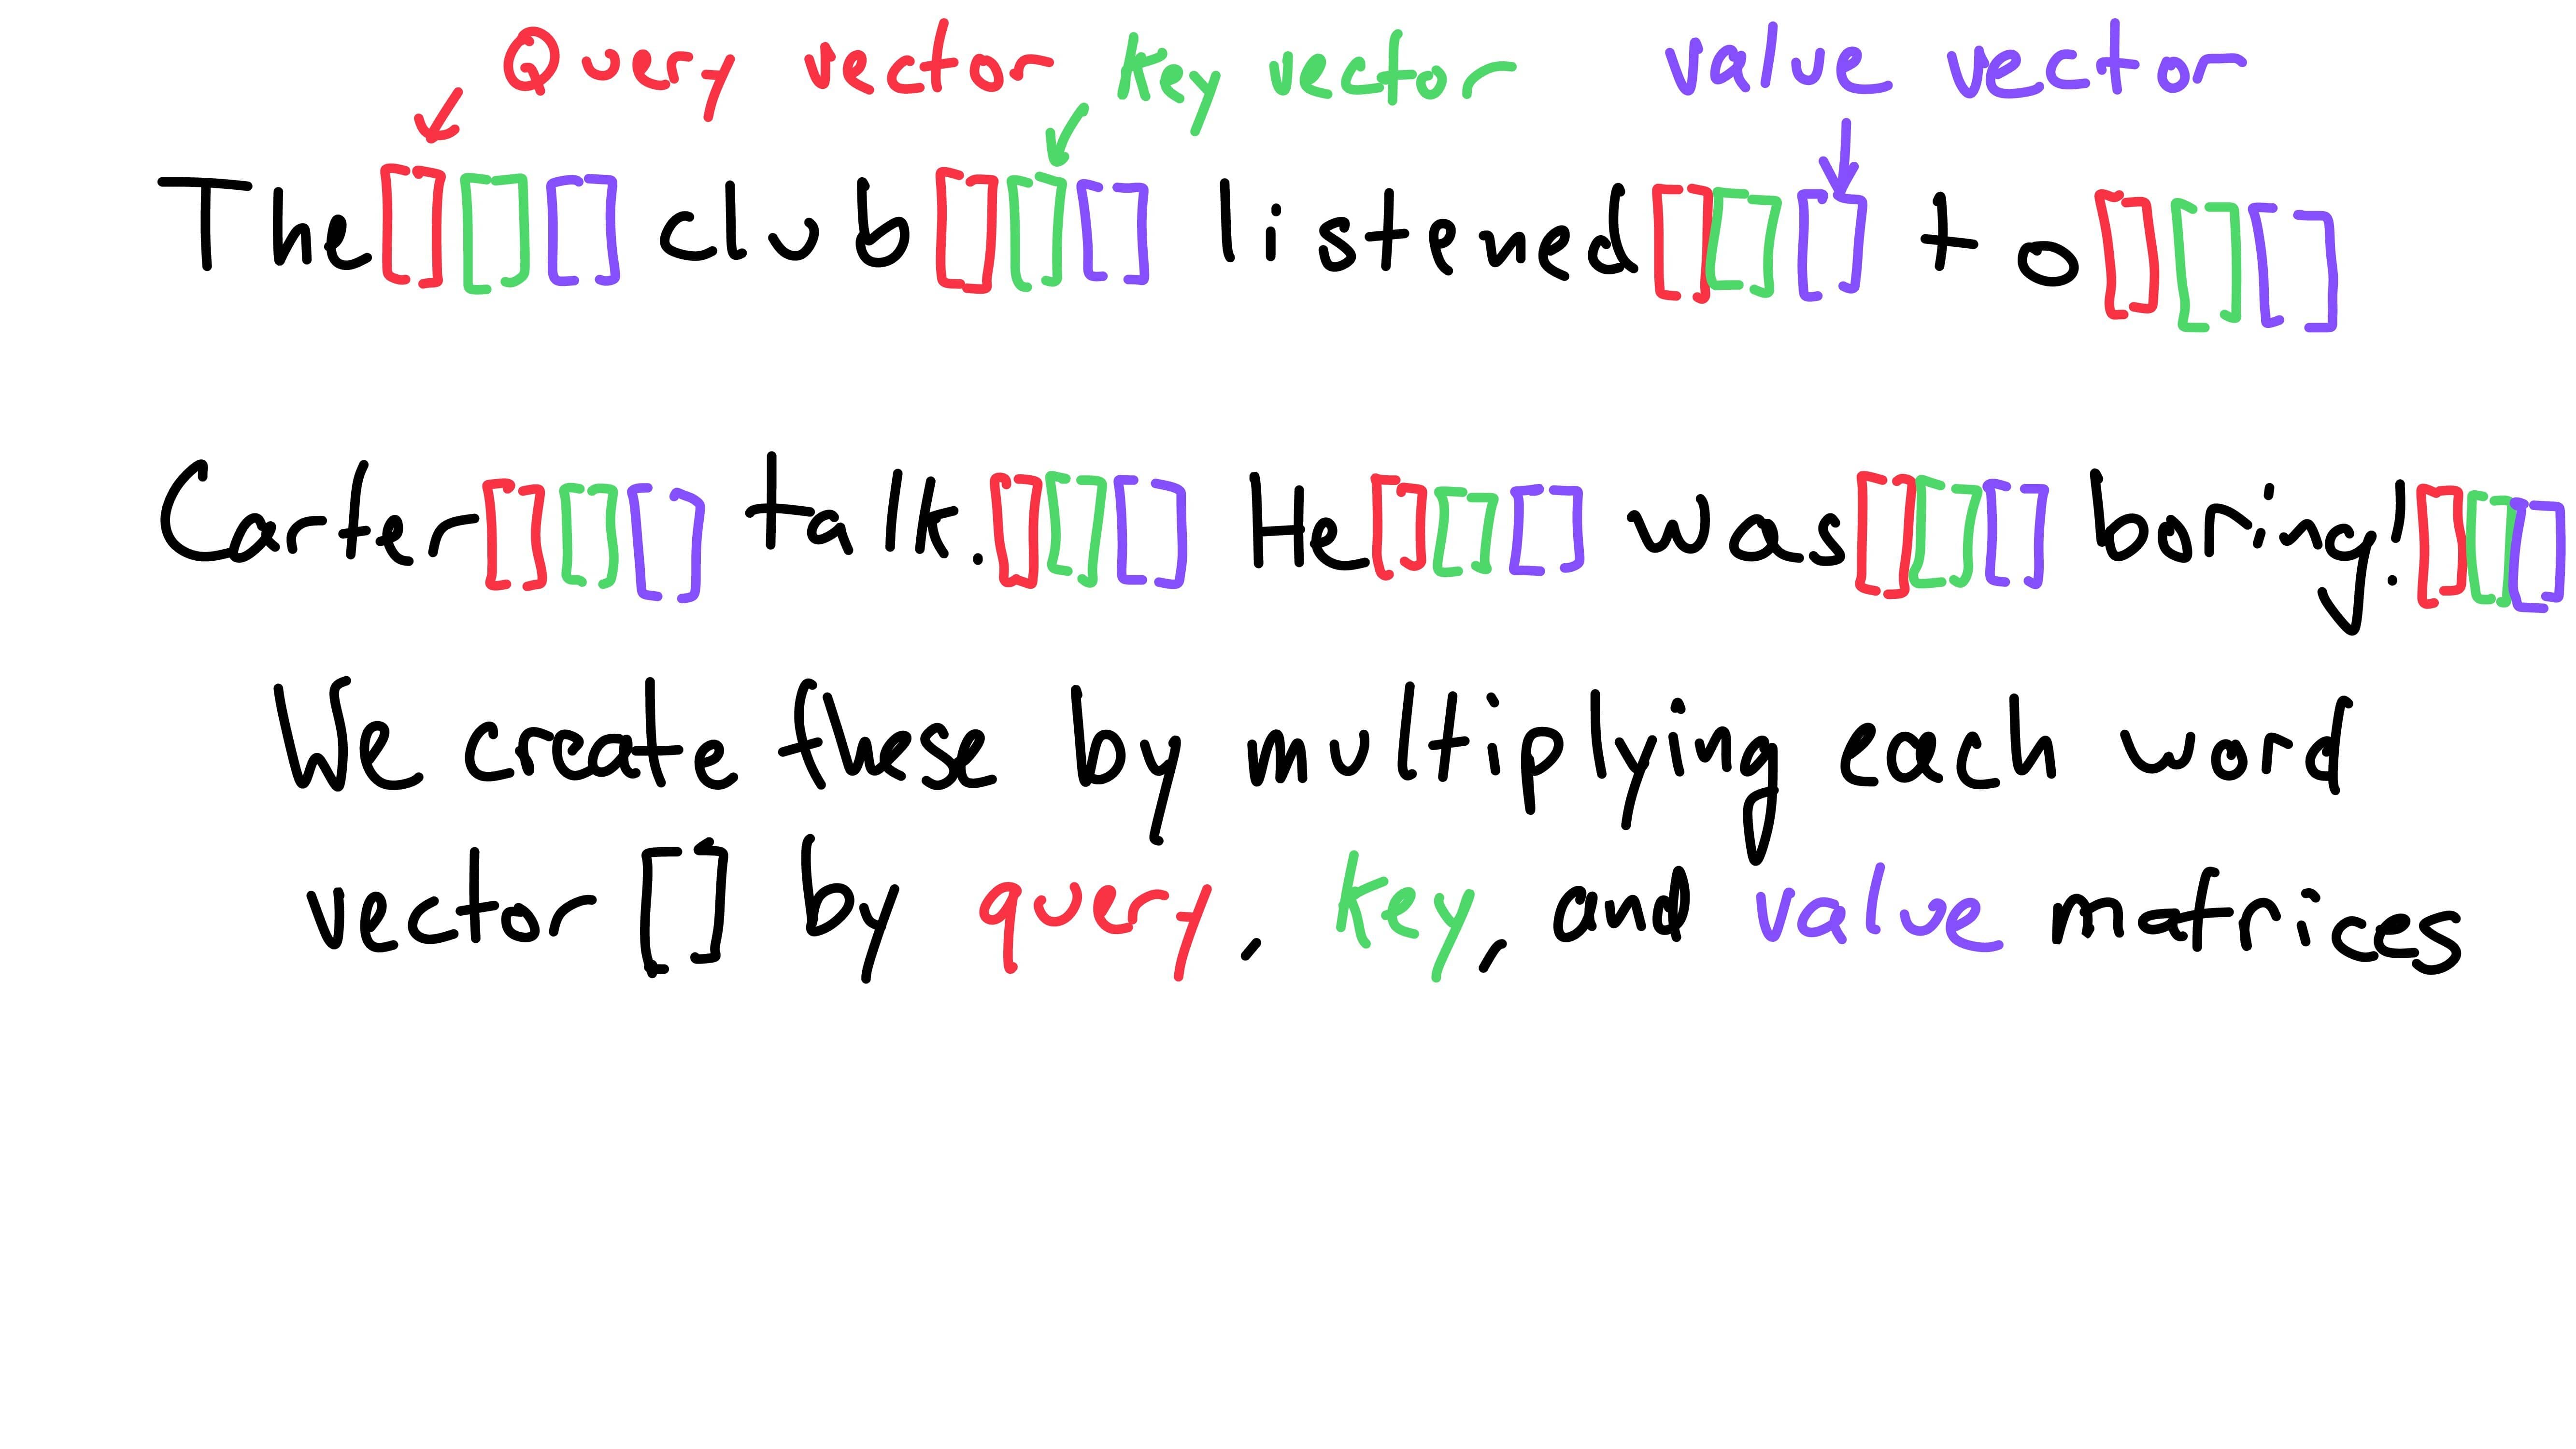 Query vector key vector value vector
The [] [] [] club [] [] [] listened [] [] [] to [] [] []
Carter [] [] [] talk. [] [] [] He [] [] [] was [] [] [] boring! [] [] []
We create these by multiplying each word
vector [] by query, key, and value matrices